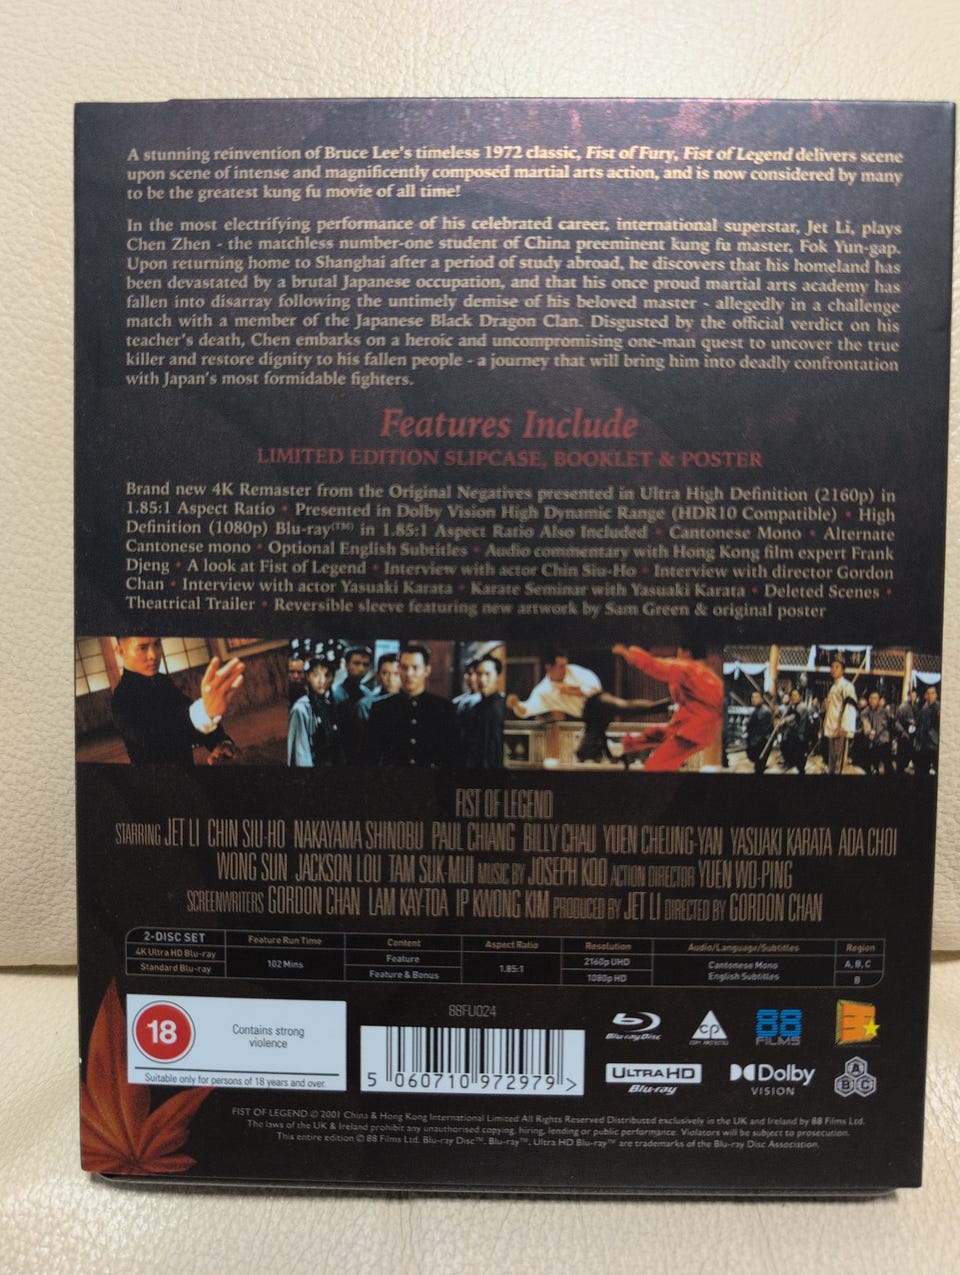 A stunning reinvention of Bruce Lee's timeless 1972 classic, Fist of Fury, Fist of Legend delivers scene
upon scene of intense and magnificently composed martial arts action, and is now considered by many
to be the greatest kung fu movie of all time!
In the most electrifying performance of his celebrated career, international superstar, Jet Li, plays
Chen Zhen - the matchless number-one student of China preeminent kung fu master, Fok Yun-gap.
Upon returning home to Shanghai after a period of study abroad, he discovers that his homeland has
been devastated by a brutal Japanese occupation, and that his once proud martial arts academy has
fallen into disarray following the untimely demise of his beloved master - allegedly in a challenge
match with a member of the Japanese Black Dragon Clan. Disgusted by the official verdict on his
teacher's death, Chen embarks on a heroic and uncompromising one-man quest to uncover the true
killer and restore dignity to his fallen people - a journey that will bring him into deadly confrontation
with Japan's most formidable fighters.
Features Include
LIMITED EDITION SLIPCASE, BOOKLET & POSTER
Brand new 4K Remaster from the Original Negatives presented in Ultra High Definition (2160p) in
1.85:1 Aspect Ratio • Presented in Dolby Vision High Dynamic Range (HDR10 Compatible) • High
Definition (1080p) Blu-ray(TM) in 1.85:1 Aspect Ratio Also Included • Cantonese Mono • Alternate
Cantonese mono • Optional English Subtitles • Audio commentary with Hong Kong film expert Frank
Djeng • A look at Fist of Legend • Interview with actor Chin Siu-Ho • Interview with director Gordon
Chan • Interview with actor Yasuaki Karata • Karate Seminar with Yasuaki Karata • Deleted Scenes •
Theatrical Trailer • Reversible sleeve featuring new artwork by Sam Green & original poster
FIST OF LEGEND
STARRING JET LI CHIN SIU-HO NAKAYAMA SHINOBU PAUL CHIANG BILLY CHAU YUEN CHEUNG-YAN YASUAKI KARATA ADA CHOI
WONG SUN JACKSON LOU TAM SUK-MUI MUSIC BY JOSEPH KOO ACTION DIRECTOR YUEN WO-PING
SCREENWRITERS GORDON CHAN LAM KAY-TOA IP KWONG KIM PRODUCED BY JET LI DIRECTED BY GORDON CHAN
2-DISC SET Feature Run Time Content Aspect Ratio Resolution Audio/Language/Subtitles Region
4K Ultra HD Blu-ray 102 Mins Feature 1.85:1 2160p UHD Cantonese Mono A, B, C
Standard Blu-ray Feature & Bonus 1080p HD English Subtitles B
88FU024
18 Contains strong
violence
Suitable only for persons of 18 years and over.
5 060710 972979 >
Blu-ray Disc CP COPY PROTECTED 88 FILMS
ULTRA HD Blu-ray Dolby VISION A B C
FIST OF LEGEND © 2001 China & Hong Kong International Limited All Rights Reserved Distributed exclusively in the UK and Ireland by 88 Films Ltd.
The laws of the UK & Ireland prohibit any unauthorised copying, hiring, lending or public performance. Violators will be subject to prosecution.
This entire edition © 88 Films Ltd. Blu-ray Disc™, Blu-ray™, Ultra HD Blu-ray™ are trademarks of the Blu-ray Disc Association.